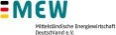 MEW
Mittelständische Energiewirtschaft
Deutschland e.V.